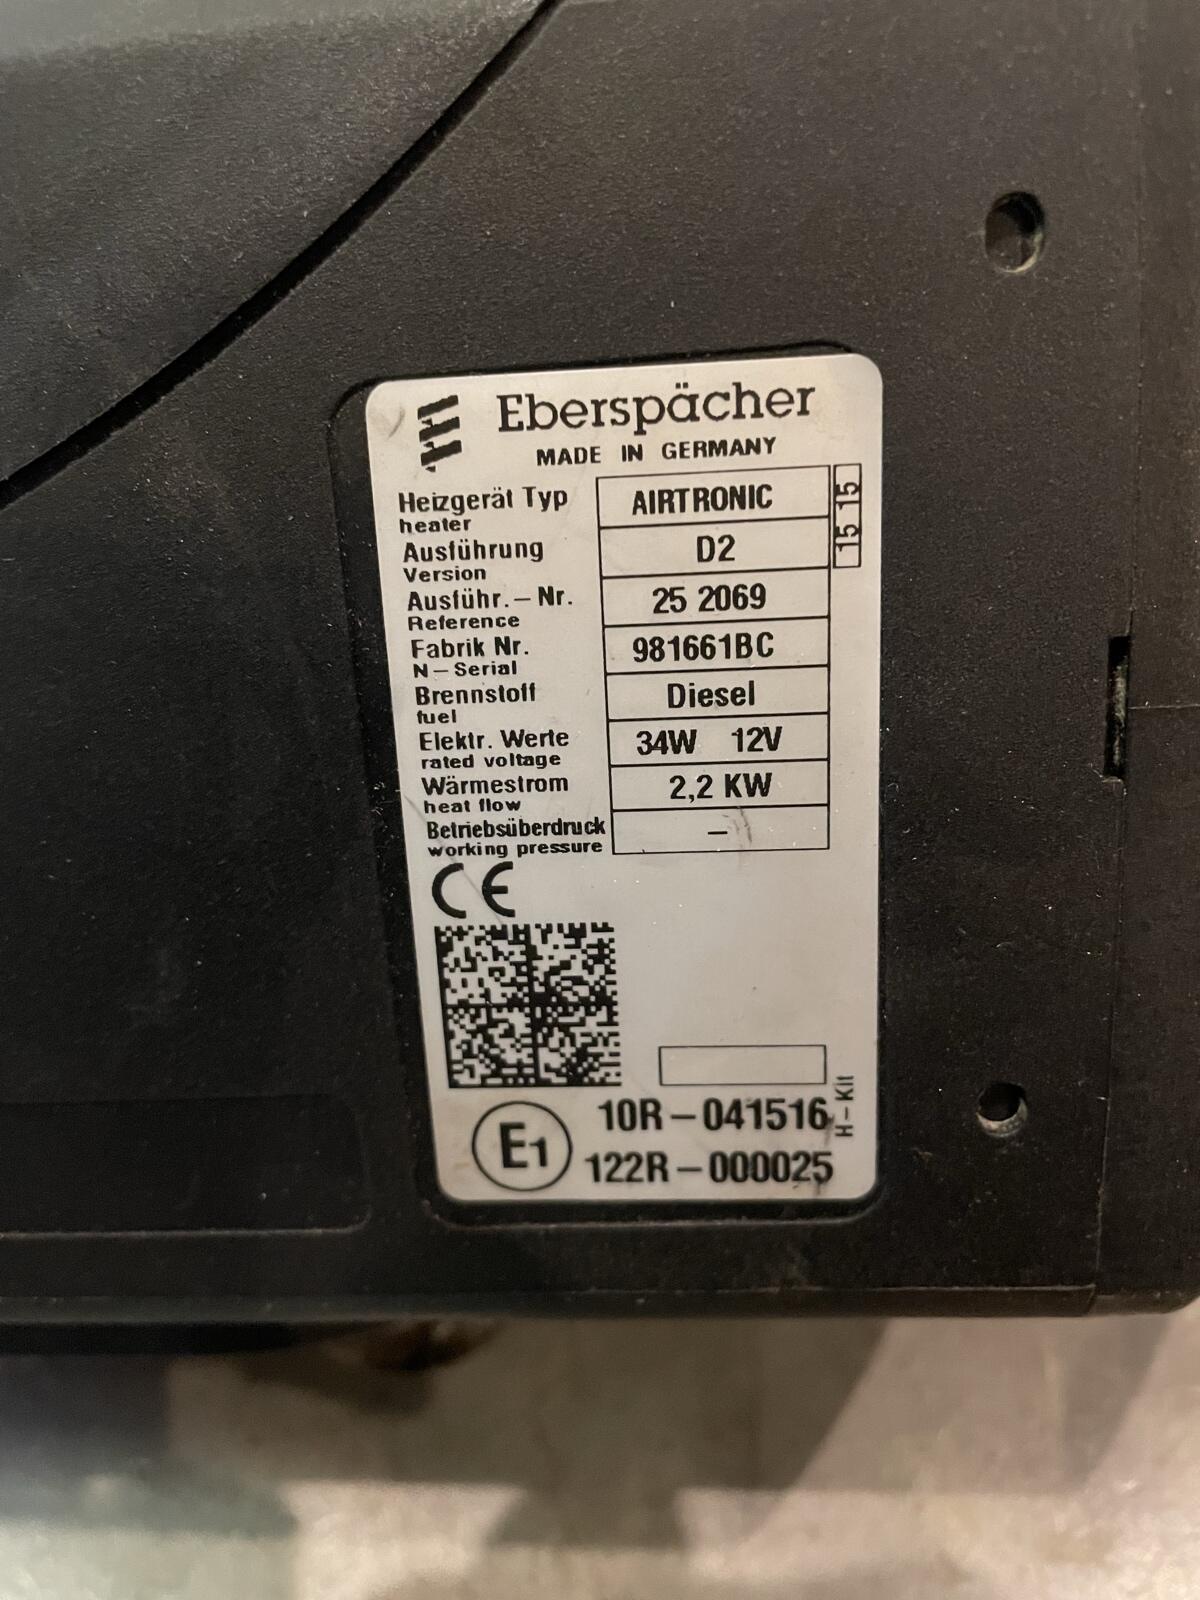 Eberspächer
MADE IN GERMANY
Heizgerät Typ AIRTRONIC
heater
Ausführung D2
Version
Ausführ.-Nr. 25 2069
Reference
Fabrik Nr. 981661BC
N-Serial
Brennstoff Diesel
fuel
Elektr. Werte 34W 12V
rated voltage
Wärmestrom 2,2 KW
heat flow
Betriebsüberdruck –
working pressure
15 15
CE
H-Kit
E1 10R-041516
122R-000025